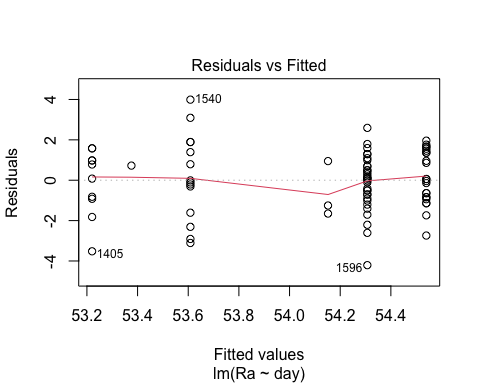 Residuals vs Fitted
Residuals
4
2
0
-2
-4
1540
1405
1596
53.2 53.4 53.6 53.8 54.0 54.2 54.4
Fitted values
lm(Ra ~ day)